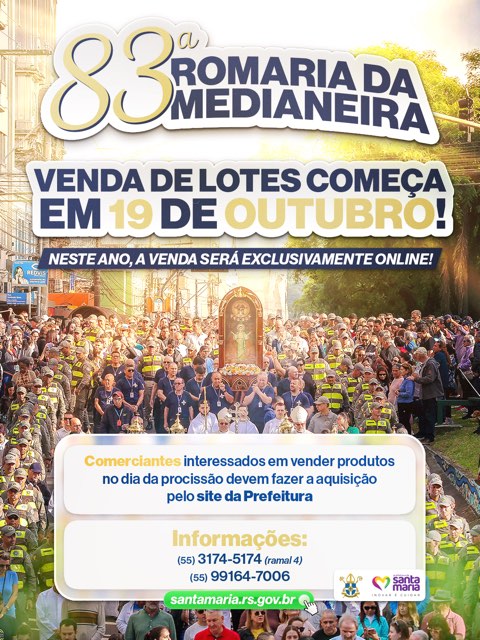 83ª ROMARIA DA
MEDIANEIRA
VENDA DE LOTES COMEÇA
EM 19 DE OUTUBRO!
NESTE ANO, A VENDA SERÁ EXCLUSIVAMENTE ONLINE!
Comerciantes interessados em vender produtos
no dia da procissão devem fazer a aquisição
pelo site da Prefeitura
Informações:
(55) 3174-5174 (ramal 4)
(55) 99164-7006
santamaria.rs.gov.br
santa
maria
INOVAR E CUIDAR